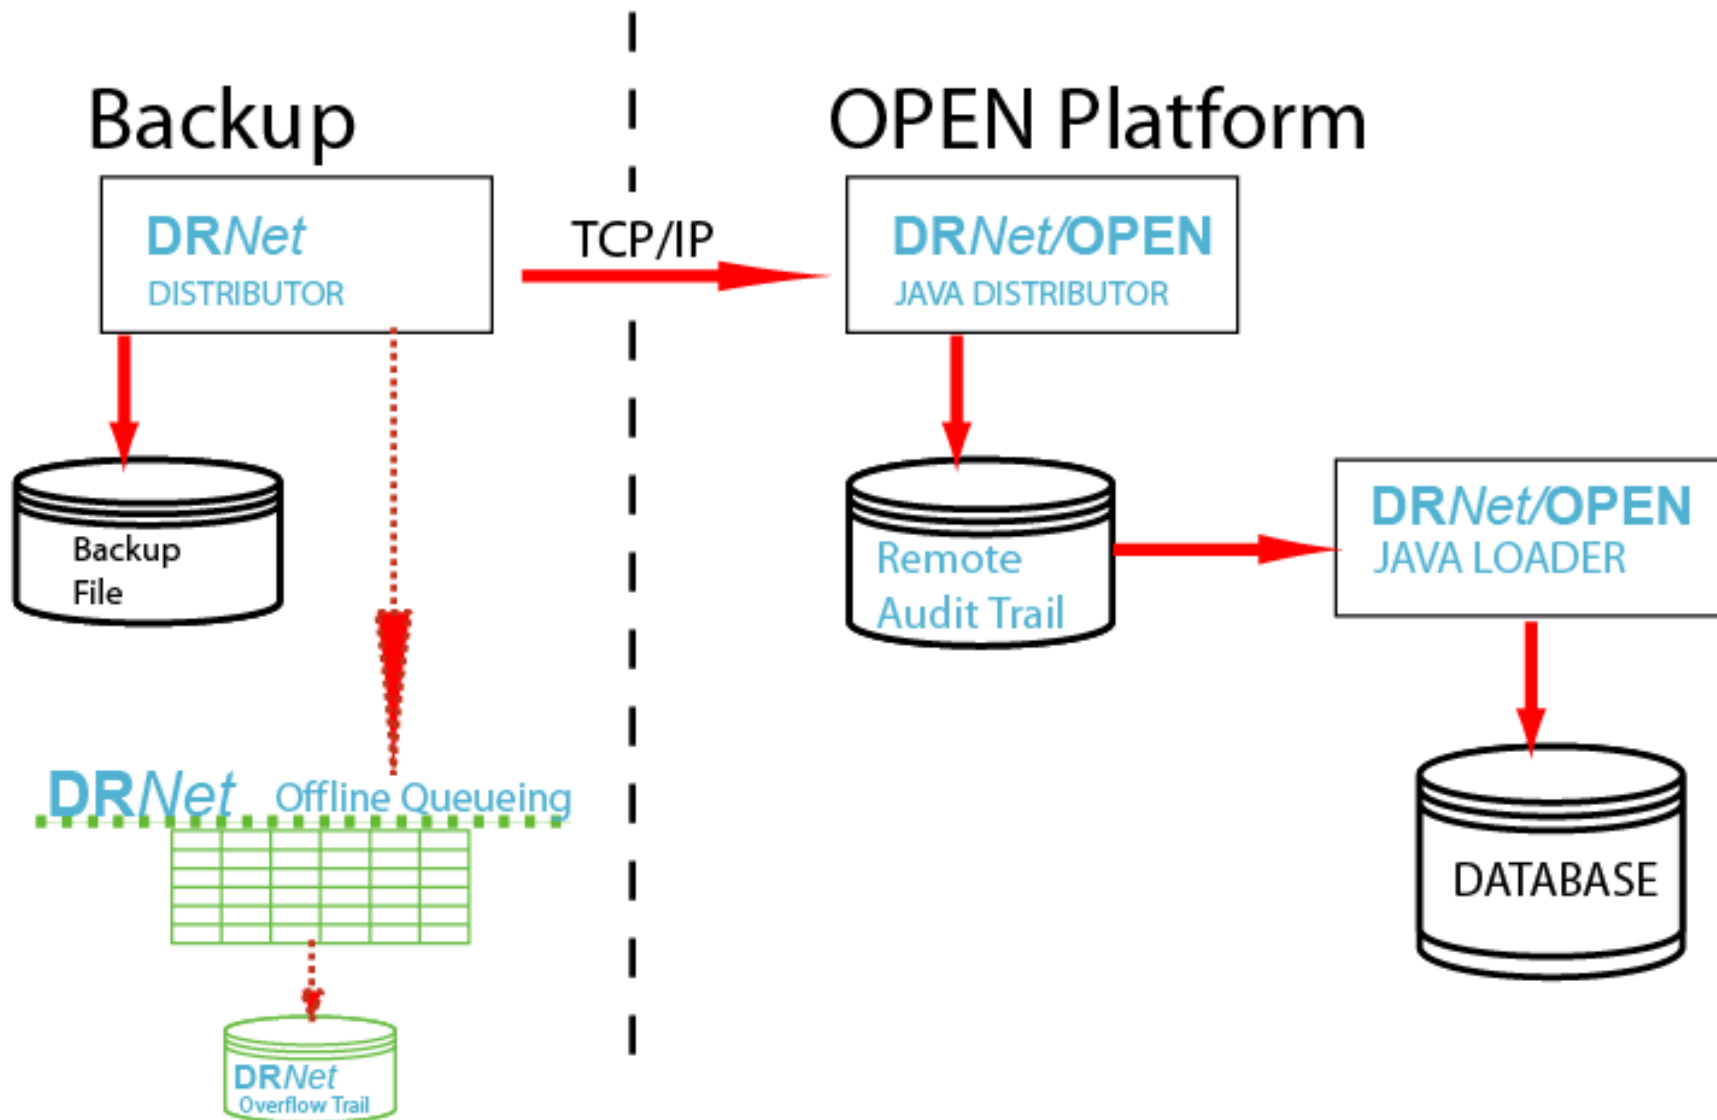 Backup
OPEN Platform
DRNet
DISTRIBUTOR
TCP/IP
DRNet/OPEN
JAVA DISTRIBUTOR
Backup
File
Remote
Audit Trail
DRNet/OPEN
JAVA LOADER
DRNet Offline Queueing
DATABASE
DRNet
Overflow Trail